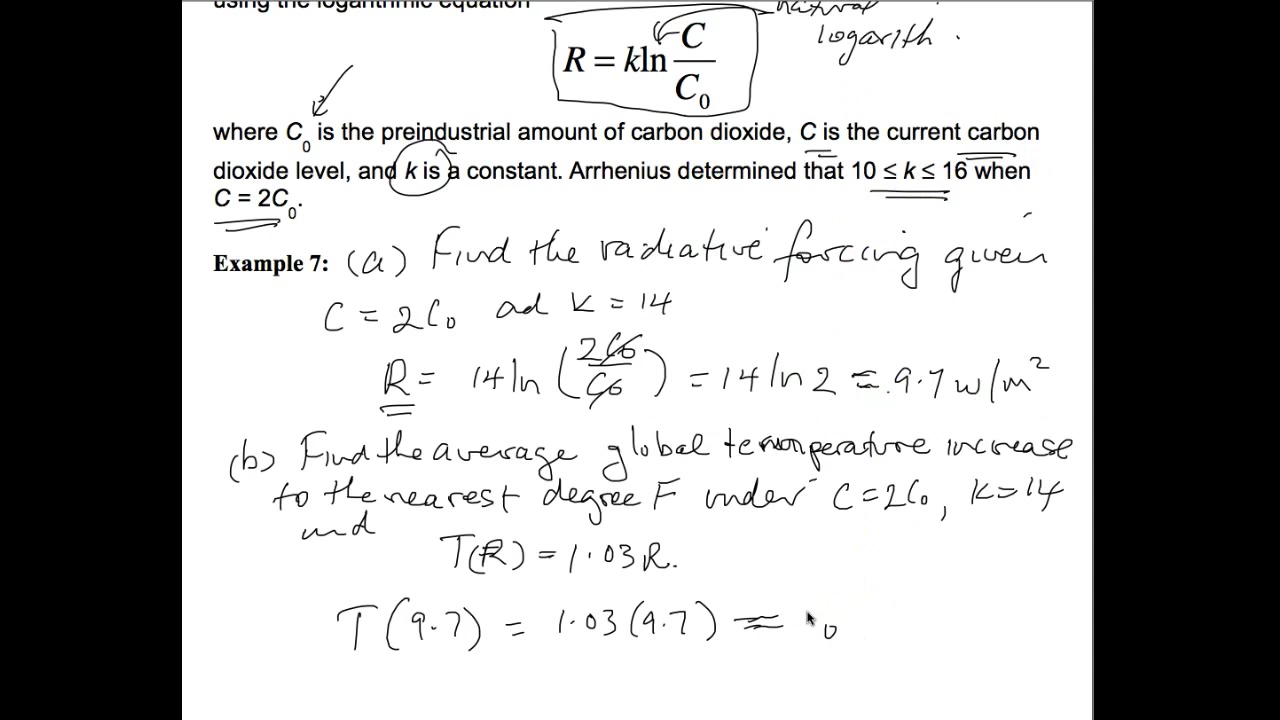 using the logarithmic equation
natural
logarith.
R = kln C/C₀
where C₀ is the preindustrial amount of carbon dioxide, C is the current carbon
dioxide level, and k is a constant. Arrhenius determined that 10 ≤ k ≤ 16 when
C = 2C₀.
Example 7: (a) Find the radiative forcing given
C = 2C₀ ad k = 14
R = 14 ln (2C₀/C₀) = 14 ln 2 = 9.7 w/m²
(b) Find the average global temperature increase
to the nearest degree F under C = 2C₀, k = 14
and
T(R) = 1.03R.
T(9.7) = 1.03(9.7) ≈